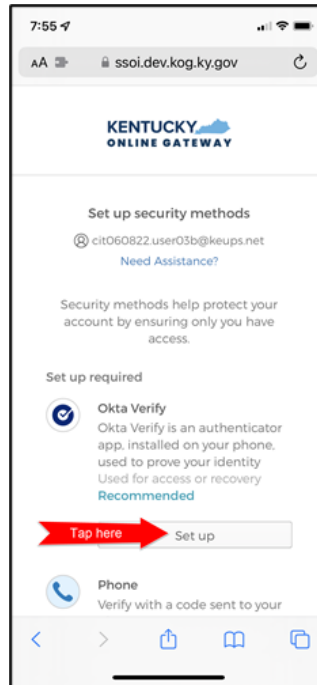 7:55
AA ssoi.dev.kog.ky.gov
KENTUCKY
ONLINE GATEWAY
Set up security methods
cit060822.user03b@keups.net
Need Assistance?
Security methods help protect your
account by ensuring only you have
access.
Set up required
Okta Verify
Okta Verify is an authenticator
app, installed on your phone,
used to prove your identity
Used for access or recovery
Recommended
Tap here Set up
Phone
Verify with a code sent to your